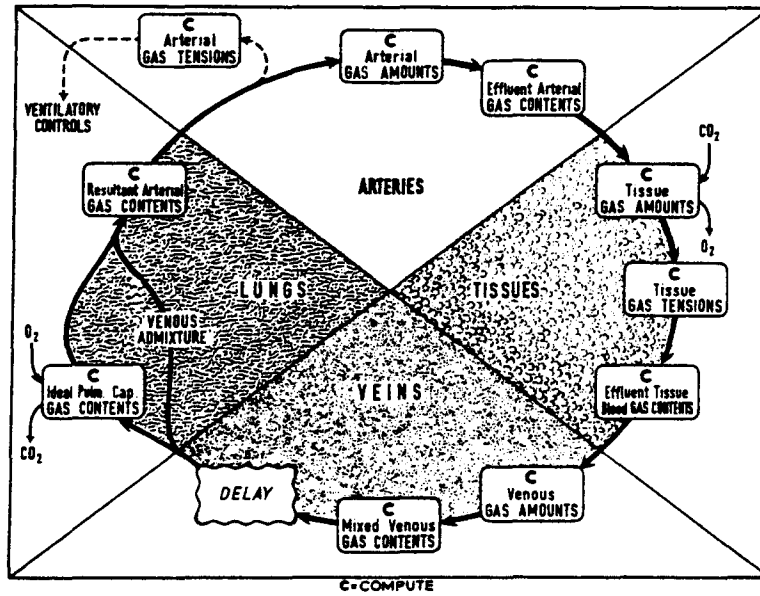 C
Arterial
GAS TENSIONS
VENTILATORY
CONTROLS
C
Arterial
GAS AMOUNTS
C
Effluent Arterial
GAS CONTENTS
CO2
C
Tissue
GAS AMOUNTS
O2
C
Resultant Arterial
GAS CONTENTS
ARTERIES
LUNGS
TISSUES
C
Tissue
GAS TENSIONS
VENOUS
ADMIXTURE
O2
C
Ideal Pulm. Cap.
GAS CONTENTS
CO2
VEINS
C
Effluent Tissue
Blood GAS CONTENTS
DELAY
C
Mixed Venous
GAS CONTENTS
C
Venous
GAS AMOUNTS
C=COMPUTE